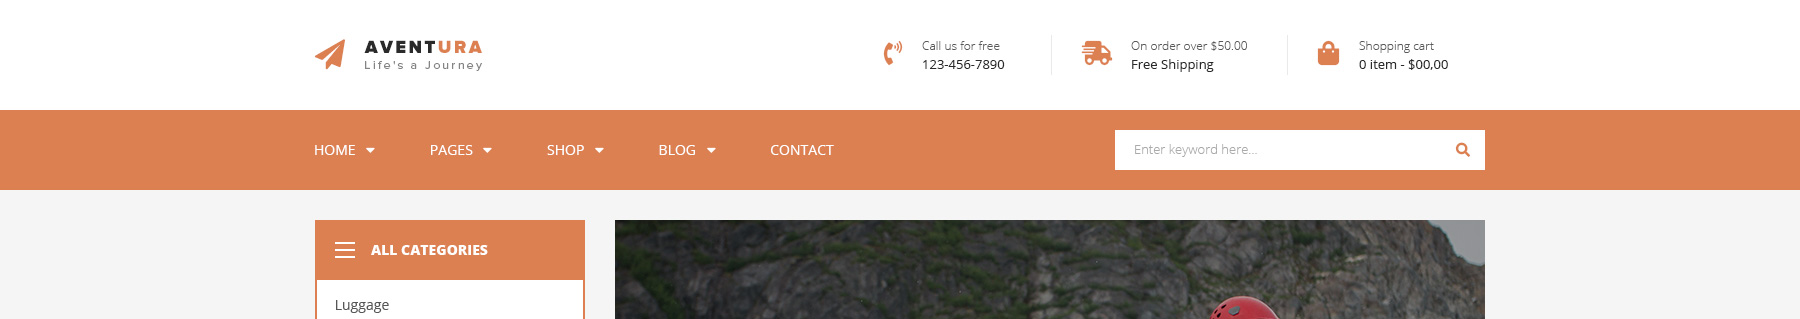 AVENTURA
Life's a Journey
Call us for free
123-456-7890
On order over $50.00
Free Shipping
Shopping cart
0 item - $00,00
HOME
PAGES
SHOP
BLOG
CONTACT
Enter keyword here...
ALL CATEGORIES
Luggage